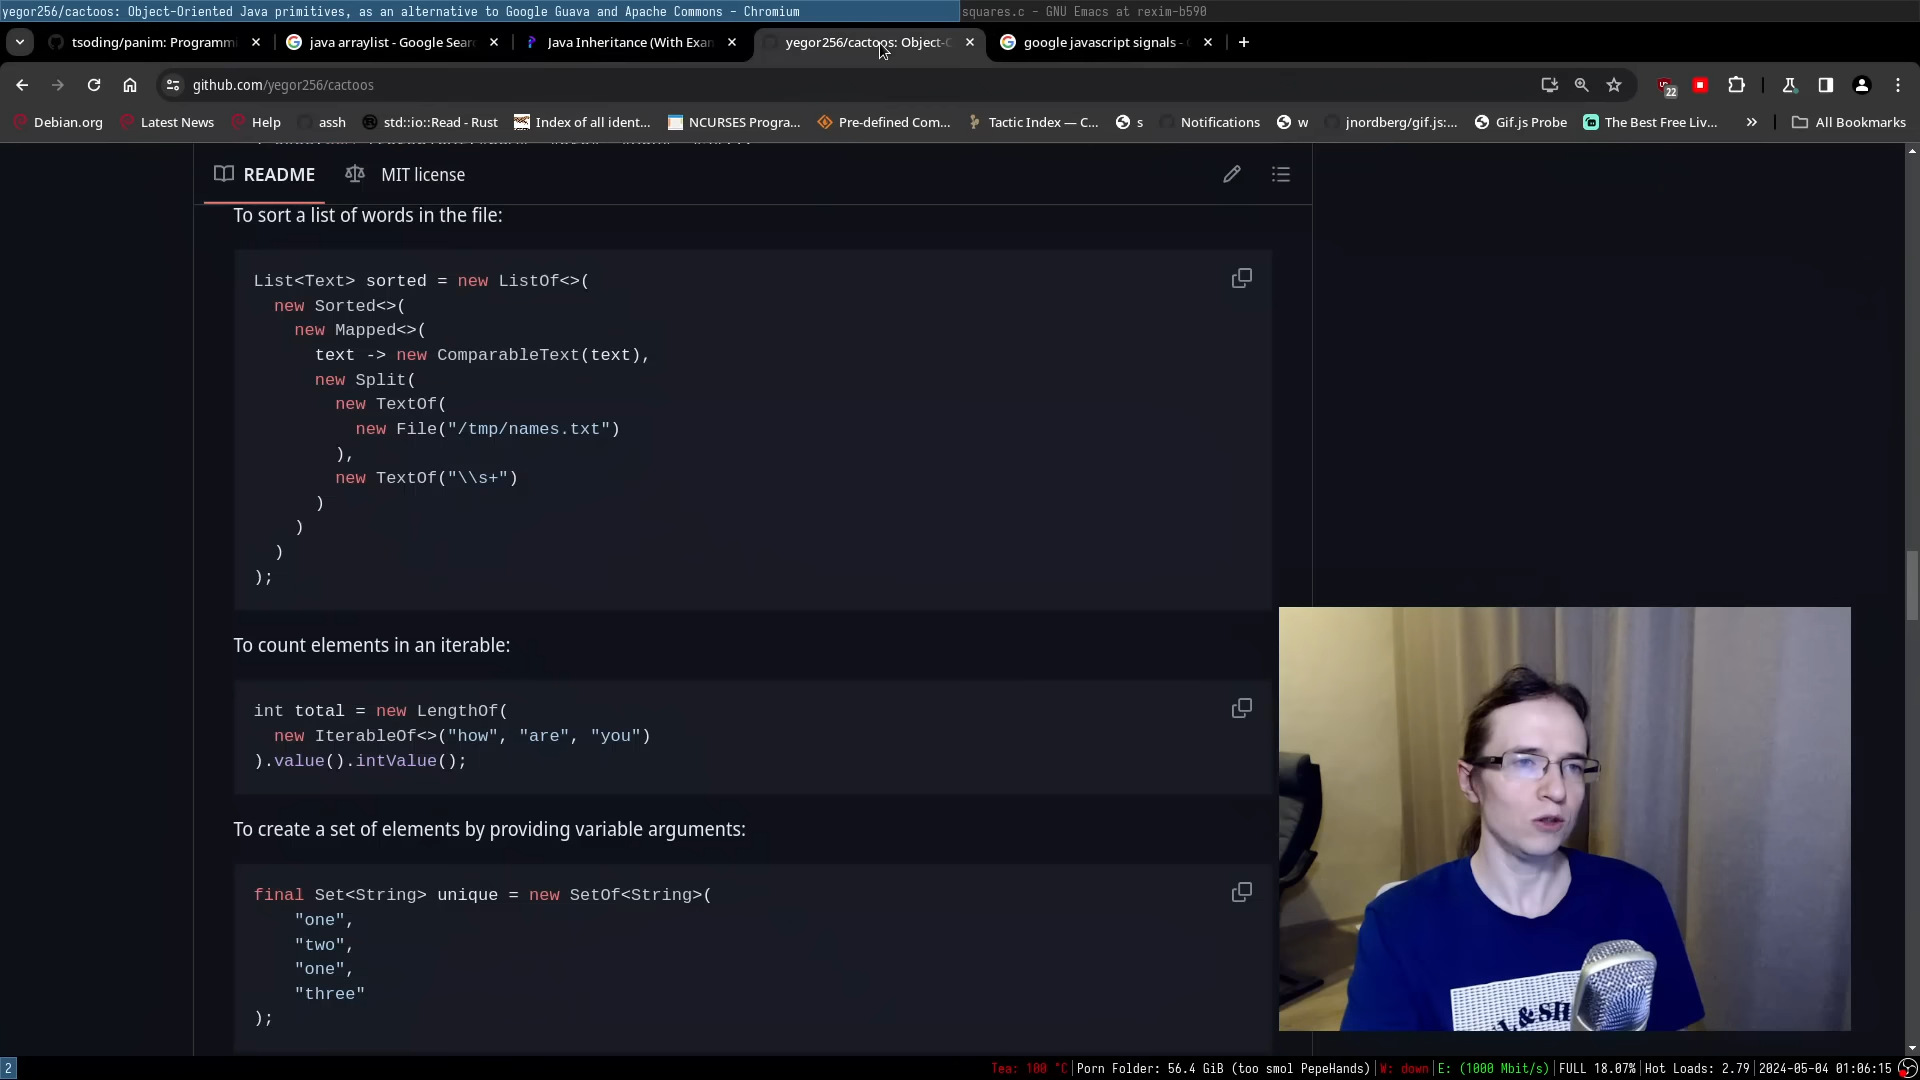 yegor256/cactoos: Object-Oriented Java primitives, as an alternative to Google Guava and Apache Commons - Chromium
squares.c - GNU Emacs at rexim-b590
tsoding/panim: Programmi
java arraylist - Google Sear
Java Inheritance (With Exan
yegor256/cactoos: Object-O
google javascript signals -
github.com/yegor256/cactoos
22
Debian.org
Latest News
Help
assh
std::io::Read - Rust
Index of all ident...
NCURSES Progra...
Pre-defined Com...
Tactic Index — C...
s
Notifications
w
jnordberg/gif.js:...
Gif.js Probe
The Best Free Liv...
»
All Bookmarks
README
MIT license
To sort a list of words in the file:
List<Text> sorted = new ListOf<>(
new Sorted<>(
new Mapped<>(
text -> new ComparableText(text),
new Split(
new TextOf(
new File("/tmp/names.txt")
),
new TextOf("\\s+")
)
)
)
);
To count elements in an iterable:
int total = new LengthOf(
new IterableOf<>("how", "are", "you")
).value().intValue();
To create a set of elements by providing variable arguments:
final Set<String> unique = new SetOf<String>(
"one",
"two",
"one",
"three"
);
2
Tea: 100 °C|Porn Folder: 56.4 GiB (too smol PepeHands)|W: down|E: (1000 Mbit/s)|FULL 18.07%|Hot Loads: 2.79|2024-05-04 01:06:15